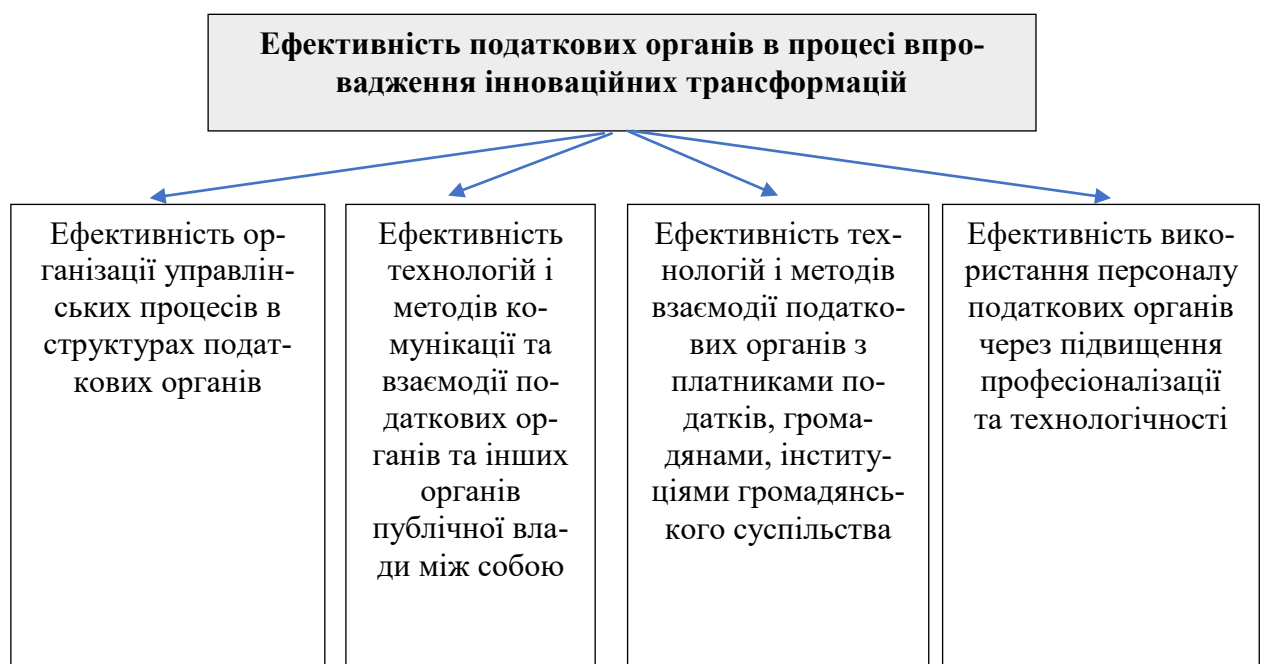 Ефективність податкових органів в процесі впро-
вадження інноваційних трансформацій
Ефективність ор-
ганізації управлін-
ських процесів в
структурах подат-
кових органів
Ефективність
технологій і
методів ко-
мунікації та
взаємодії по-
даткових ор-
ганів та інших
органів
публічної вла-
ди між собою
Ефективність тех-
нологій і методів
взаємодії податко-
вих органів з
платниками по-
датків, грома-
дянами, institу-
ціями громадянсь-
кого суспільства
Ефективність вико-
ристання персоналу
податкових органів
через підвищення
професіоналізації
та технологічності